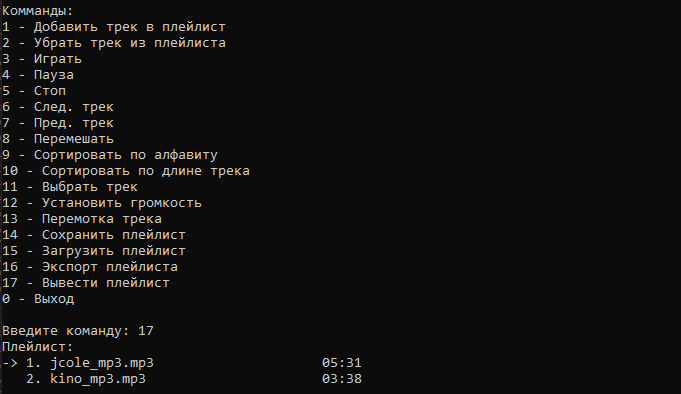 Комманды:
1 - Добавить трек в плейлист
2 - Убрать трек из плейлиста
3 - Играть
4 - Пауза
5 - Стоп
6 - След. трек
7 - Пред. трек
8 - Перемешать
9 - Сортировать по алфавиту
10 - Сортировать по длине трека
11 - Выбрать трек
12 - Установить громкость
13 - Перемотка трека
14 - Сохранить плейлист
15 - Загрузить плейлист
16 - Экспорт плейлиста
17 - Вывести плейлист
0 - Выход
Введите команду: 17
Плейлист:
-> 1. jcole_mp3.mp3 05:31
2. kino_mp3.mp3 03:38